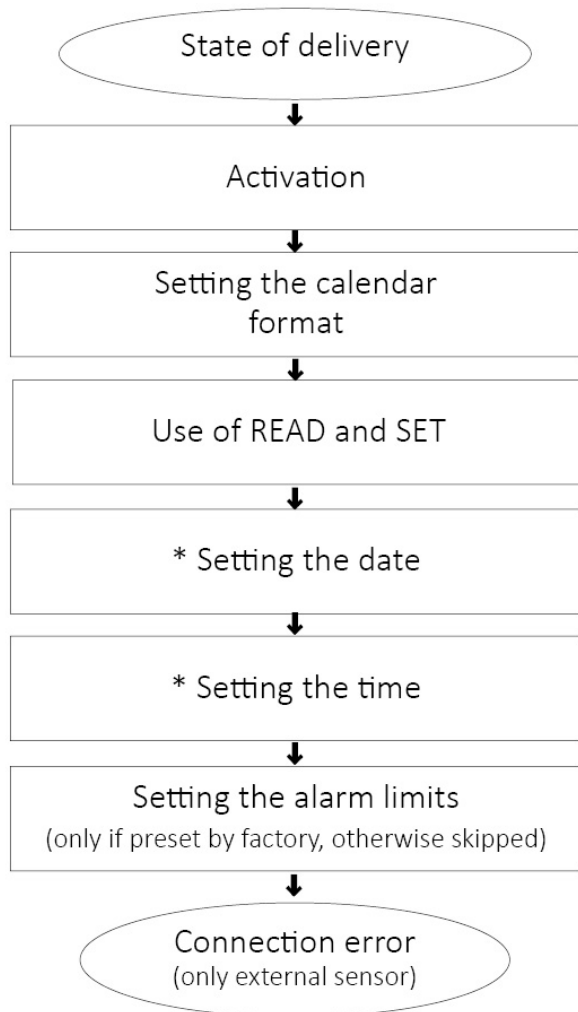 State of delivery
Activation
Setting the calendar
format
Use of READ and SET
* Setting the date
* Setting the time
Setting the alarm limits
(only if preset by factory, otherwise skipped)
Connection error
(only external sensor)